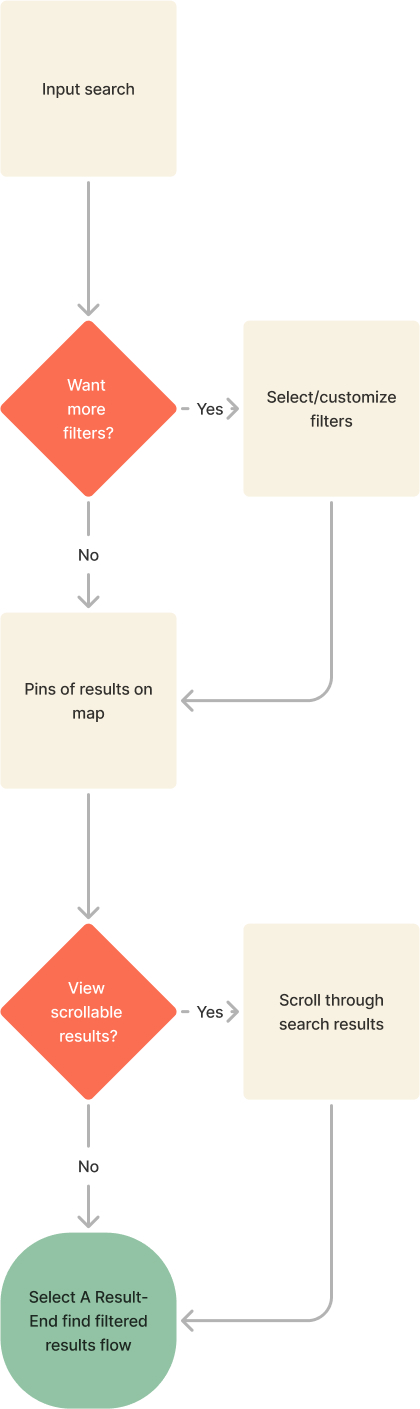 Input search
Want
more
filters?
Yes
Select/customize
filters
No
Pins of results on
map
View
scrollable
results?
Yes
Scroll through
search results
No
Select A Result-
End find filtered
results flow